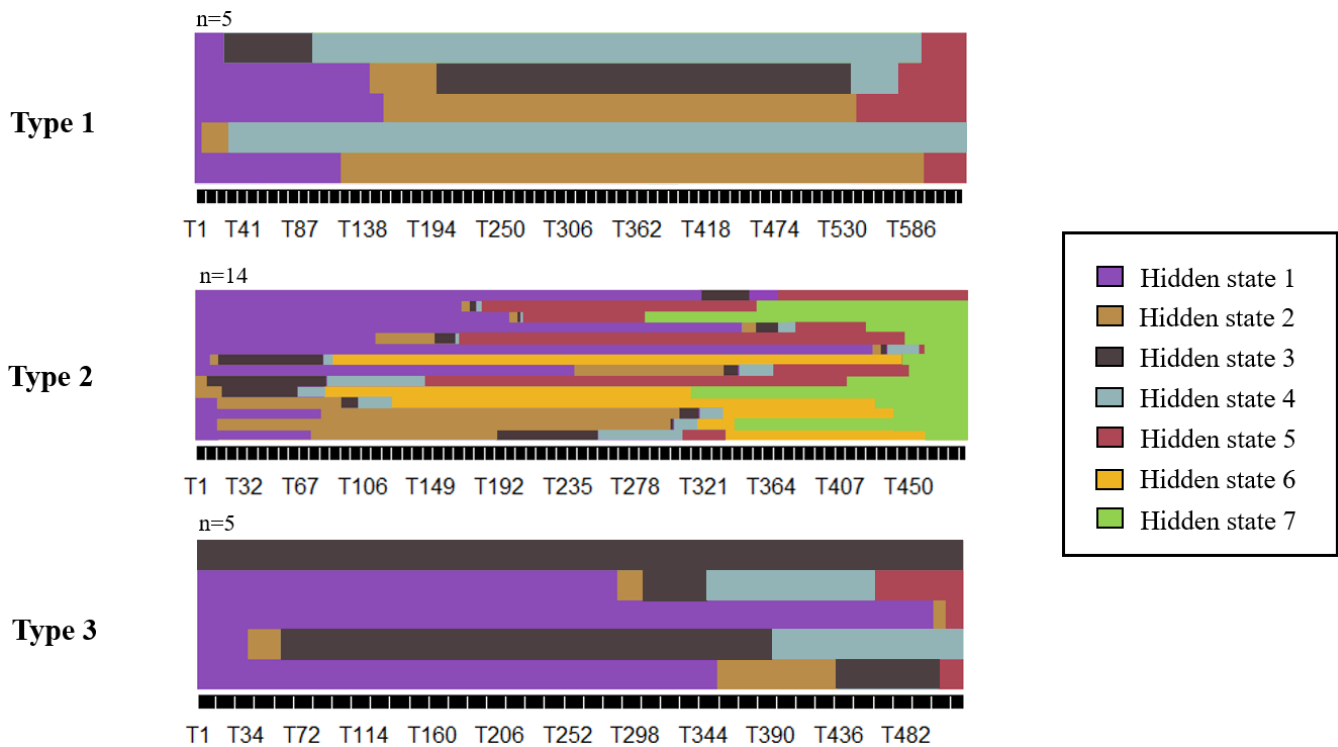 n=5
Type 1
T1 T41 T87 T138 T194 T250 T306 T362 T418 T474 T530 T586
n=14
Type 2
T1 T32 T67 T106 T149 T192 T235 T278 T321 T364 T407 T450
n=5
Type 3
T1 T34 T72 T114 T160 T206 T252 T298 T344 T390 T436 T482
Hidden state 1
Hidden state 2
Hidden state 3
Hidden state 4
Hidden state 5
Hidden state 6
Hidden state 7